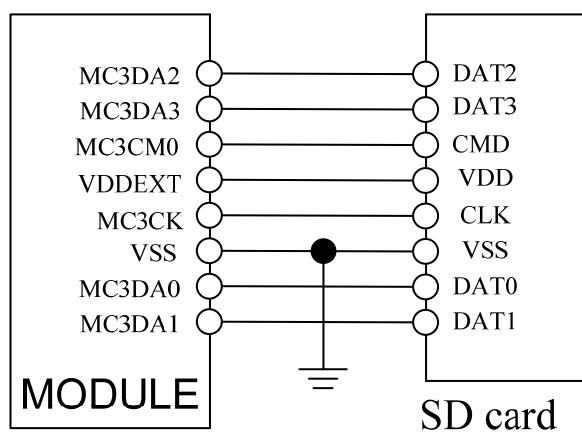 MC3DA2 DAT2
MC3DA3 DAT3
MC3CM0 CMD
VDDEXT VDD
MC3CK CLK
VSS VSS
MC3DA0 DAT0
MC3DA1 DAT1
MODULE
SD card